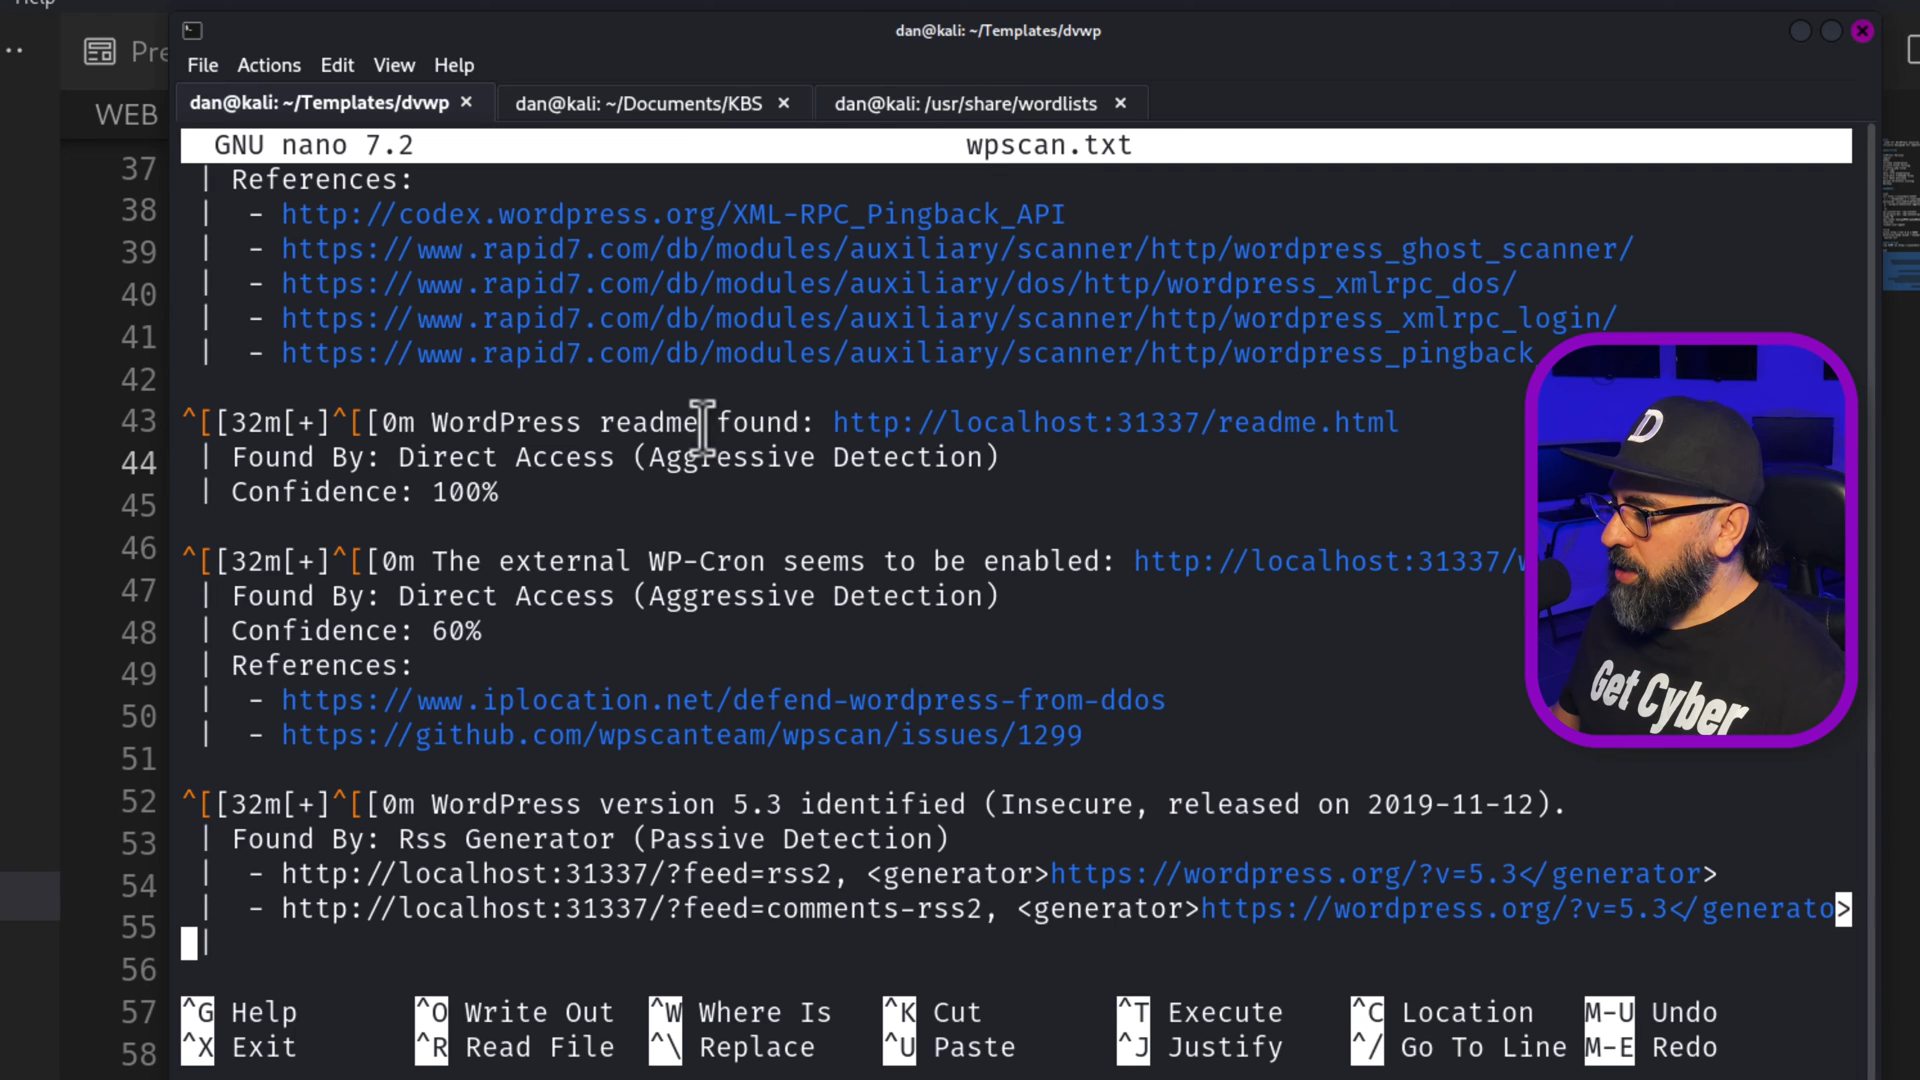 Help
Pre
WEB
37
38
39
40
41
42
43
44
45
46
47
48
49
50
51
52
53
54
55
56
57
58
dan@kali: ~/Templates/dvwp
File Actions Edit View Help
dan@kali: ~/Templates/dvwp × dan@kali: ~/Documents/KBS × dan@kali: /usr/share/wordlists ×
GNU nano 7.2 wpscan.txt
| References:
| - http://codex.wordpress.org/XML-RPC_Pingback_API
| - https://www.rapid7.com/db/modules/auxiliary/scanner/http/wordpress_ghost_scanner/
| - https://www.rapid7.com/db/modules/auxiliary/dos/http/wordpress_xmlrpc_dos/
| - https://www.rapid7.com/db/modules/auxiliary/scanner/http/wordpress_xmlrpc_login/
| - https://www.rapid7.com/db/modules/auxiliary/scanner/http/wordpress_pingback_
^[[32m[+]^[[0m WordPress readme found: http://localhost:31337/readme.html
| Found By: Direct Access (Aggressive Detection)
| Confidence: 100%
^[[32m[+]^[[0m The external WP-Cron seems to be enabled: http://localhost:31337/w
| Found By: Direct Access (Aggressive Detection)
| Confidence: 60%
| References:
| - https://www.iplocation.net/defend-wordpress-from-ddos
| - https://github.com/wpscanteam/wpscan/issues/1299
^[[32m[+]^[[0m WordPress version 5.3 identified (Insecure, released on 2019-11-12).
| Found By: Rss Generator (Passive Detection)
| - http://localhost:31337/?feed=rss2, <generator>https://wordpress.org/?v=5.3</generator>
| - http://localhost:31337/?feed=comments-rss2, <generator>https://wordpress.org/?v=5.3</generato>
|
^G Help ^O Write Out ^W Where Is ^K Cut ^T Execute ^C Location M-U Undo
^X Exit ^R Read File ^\ Replace ^U Paste ^J Justify ^/ Go To Line M-E Redo
D
Get Cyber